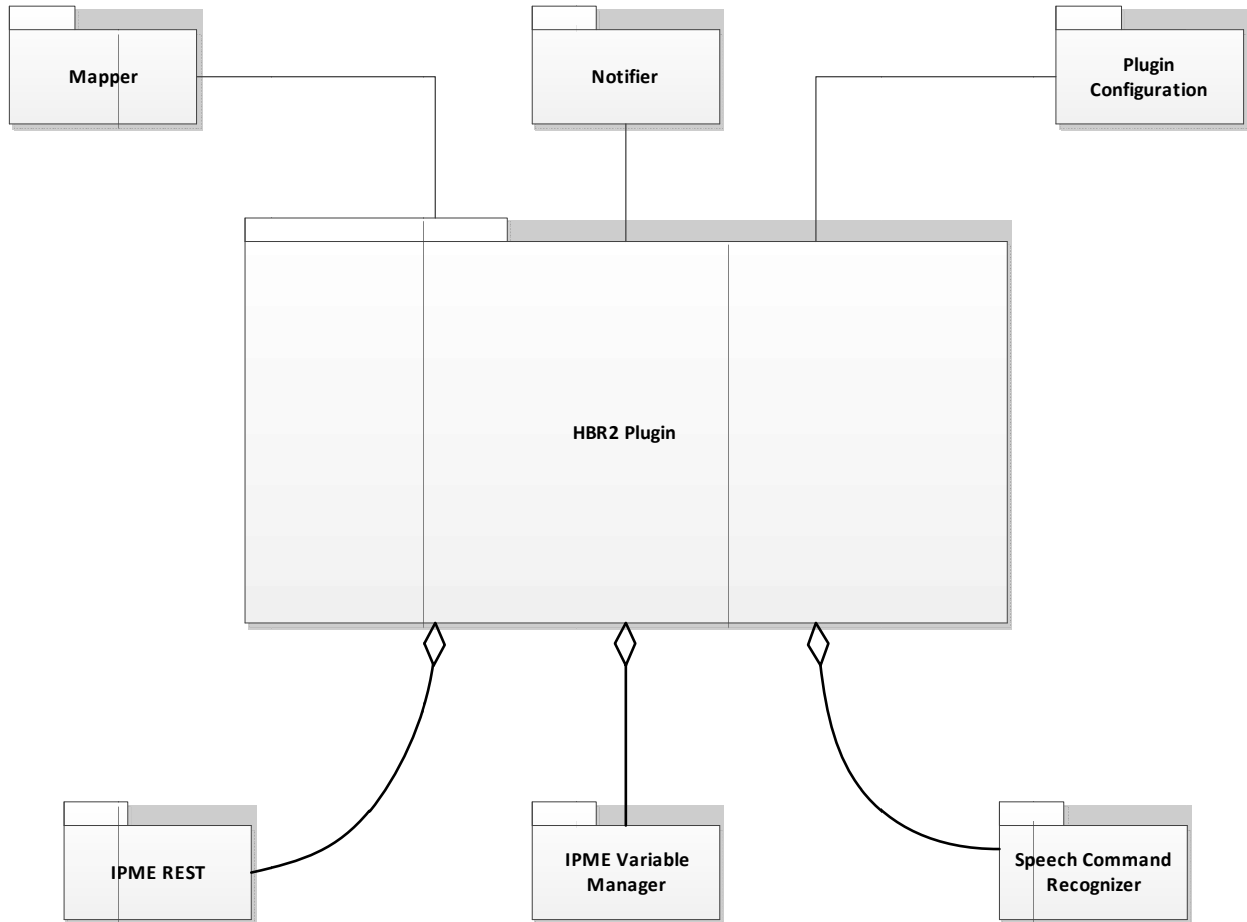 Mapper
Notifier
Plugin
Configuration
HBR2 Plugin
IPME REST
IPME Variable
Manager
Speech Command
Recognizer